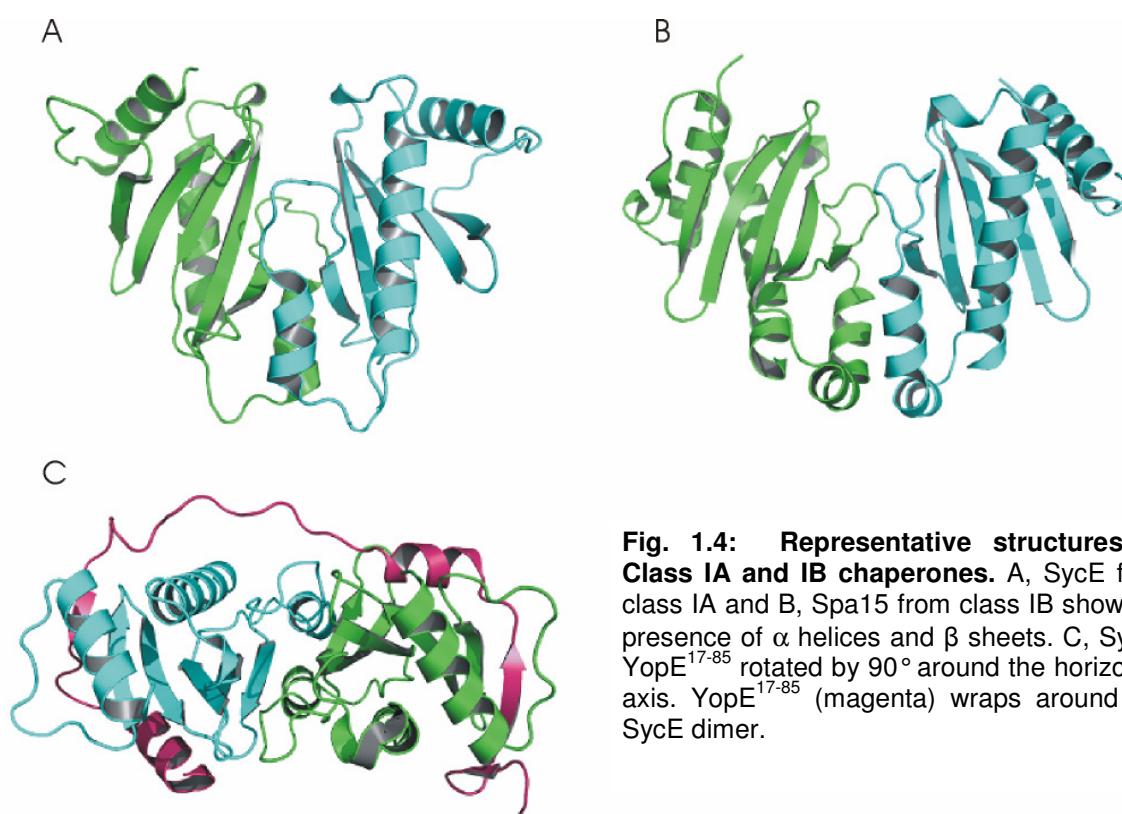 A
B
C
Fig. 1.4: Representative structures
Class IA and IB chaperones. A, SycE f
class IA and B, Spa15 from class IB show
presence of α helices and β sheets. C, Sy
YopE17-85 rotated by 90° around the horizo
axis. YopE17-85 (magenta) wraps around
SycE dimer.